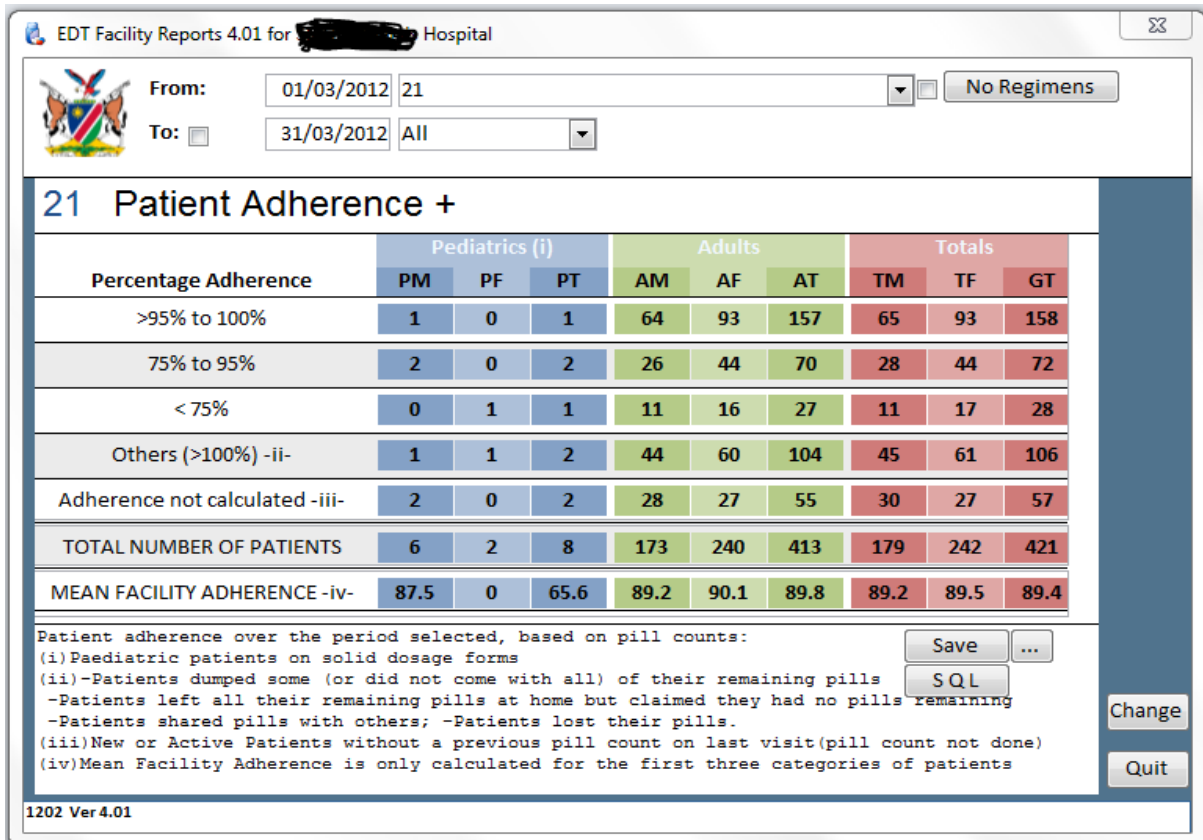 EDT Facility Reports 4.01 for Hospital
From: 01/03/2012 21 No Regimens
To: 31/03/2012 All
21 Patient Adherence +
Pediatrics (i) Adults Totals
Percentage Adherence PM PF PT AM AF AT TM TF GT
>95% to 100% 1 0 1 64 93 157 65 93 158
75% to 95% 2 0 2 26 44 70 28 44 72
< 75% 0 1 1 11 16 27 11 17 28
Others (>100%) -ii- 1 1 2 44 60 104 45 61 106
Adherence not calculated -iii- 2 0 2 28 27 55 30 27 57
TOTAL NUMBER OF PATIENTS 6 2 8 173 240 413 179 242 421
MEAN FACILITY ADHERENCE -iv- 87.5 0 65.6 89.2 90.1 89.8 89.2 89.5 89.4
Patient adherence over the period selected, based on pill counts:
(i)Paediatric patients on solid dosage forms
(ii)-Patients dumped some (or did not come with all) of their remaining pills
-Patients left all their remaining pills at home but claimed they had no pills remaining
-Patients shared pills with others; -Patients lost their pills.
(iii)New or Active Patients without a previous pill count on last visit(pill count not done)
(iv)Mean Facility Adherence is only calculated for the first three categories of patients
Save ...
S Q L
Change
Quit
1202 Ver 4.01